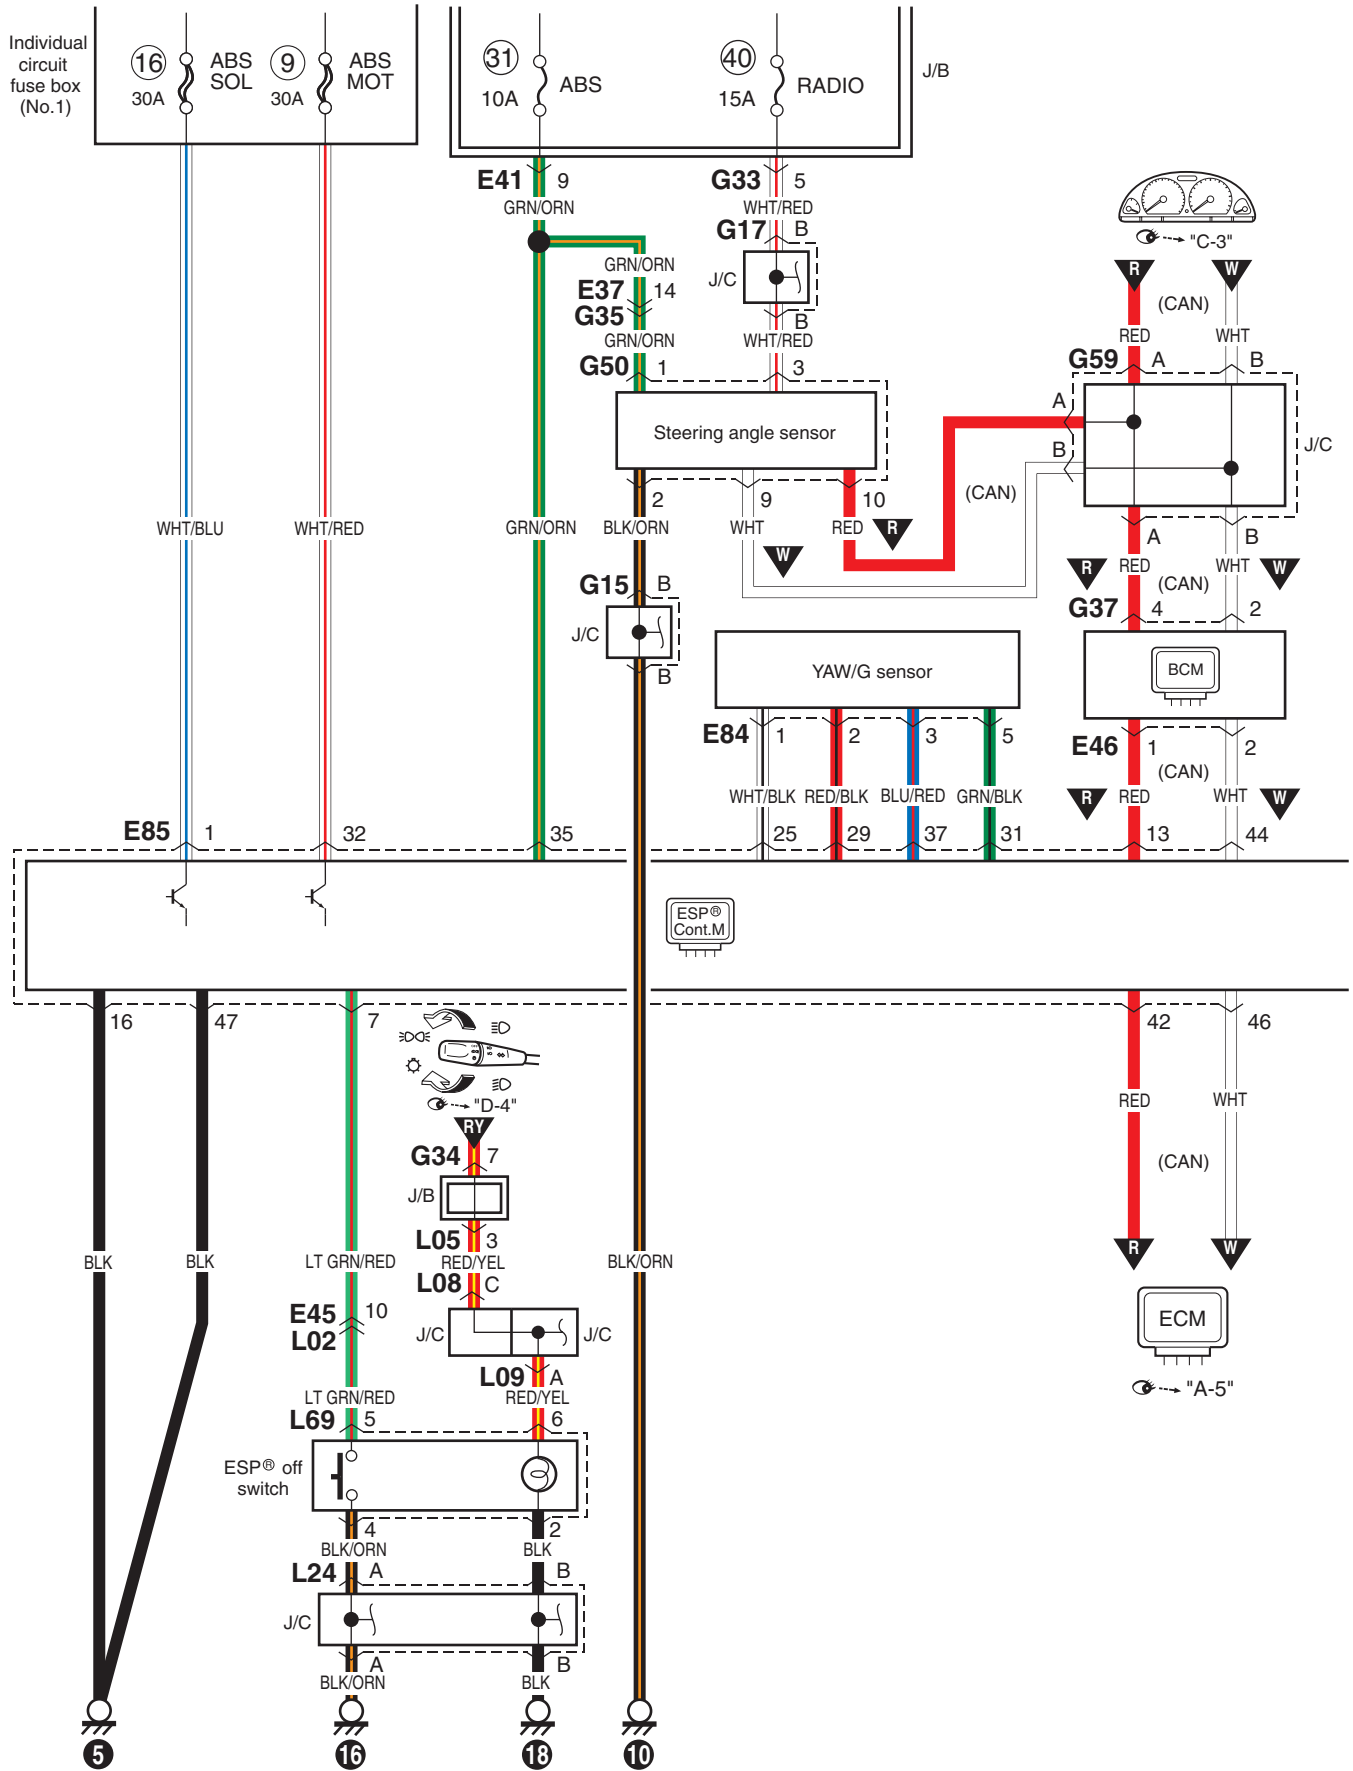 Individual
circuit
fuse box
(No.1)
16
30A
ABS
SOL
9
30A
ABS
MOT
31
10A
ABS
40
15A
RADIO
J/B
E41
9
GRN/ORN
G33
5
WHT/RED
G17
B
J/C
B
WHT/RED
GRN/ORN
E37
14
G35
GRN/ORN
G50
1
3
"C-3"
R
W
(CAN)
RED
WHT
G59
A
B
A
B
J/C
Steering angle sensor
2
9
10
(CAN)
A
B
WHT/BLU
WHT/RED
GRN/ORN
BLK/ORN
WHT
RED
R
W
R
RED
(CAN)
WHT
W
G15
B
J/C
B
G37
4
2
YAW/G sensor
BCM
E84
1
2
3
5
E46
1
2
(CAN)
WHT/BLK
RED/BLK
BLU/RED
GRN/BLK
R
RED
WHT
W
E85
1
32
35
25
29
37
31
13
44
ESP®
Cont.M
16
47
7
42
46
"D-4"
RY
G34
7
J/B
L05
3
RED/YEL
L08
C
J/C
J/C
L09
A
RED/YEL
RED
WHT
(CAN)
R
W
ECM
"A-5"
BLK
BLK
LT GRN/RED
BLK/ORN
E45
10
L02
LT GRN/RED
L69
5
6
ESP® off
switch
4
2
BLK/ORN
BLK
L24
A
B
J/C
A
B
BLK/ORN
BLK
5
16
18
10